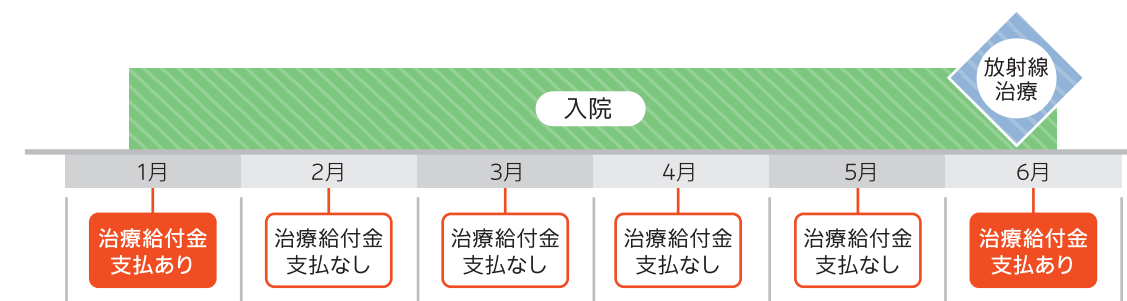 放射線
治療
入院
1月
2月
3月
4月
5月
6月
治療給付金
支払あり
治療給付金
支払なし
治療給付金
支払なし
治療給付金
支払なし
治療給付金
支払なし
治療給付金
支払あり